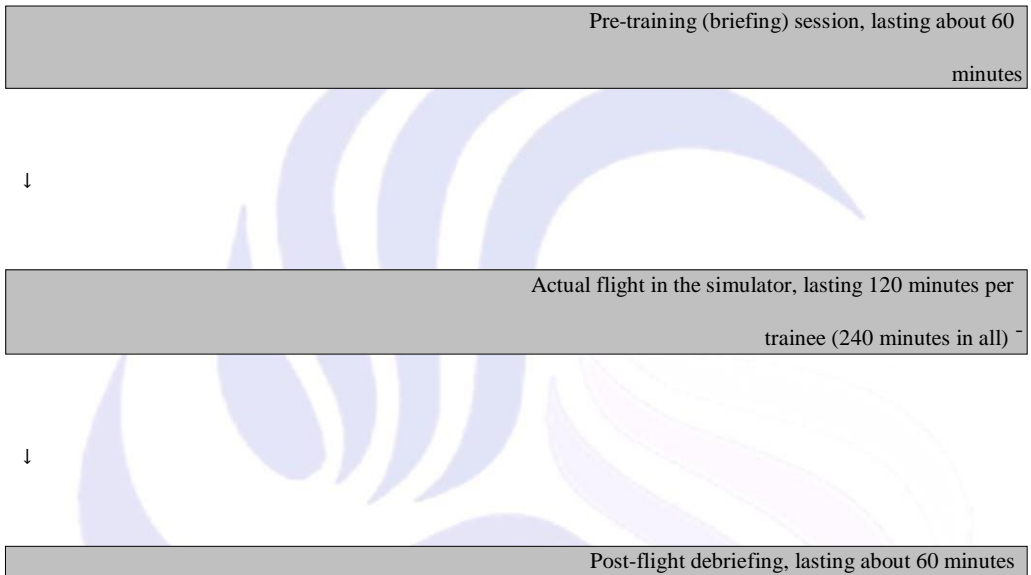 Pre-training (briefing) session, lasting about 60
minutes
↓
Actual flight in the simulator, lasting 120 minutes per
trainee (240 minutes in all) -
↓
Post-flight debriefing, lasting about 60 minutes